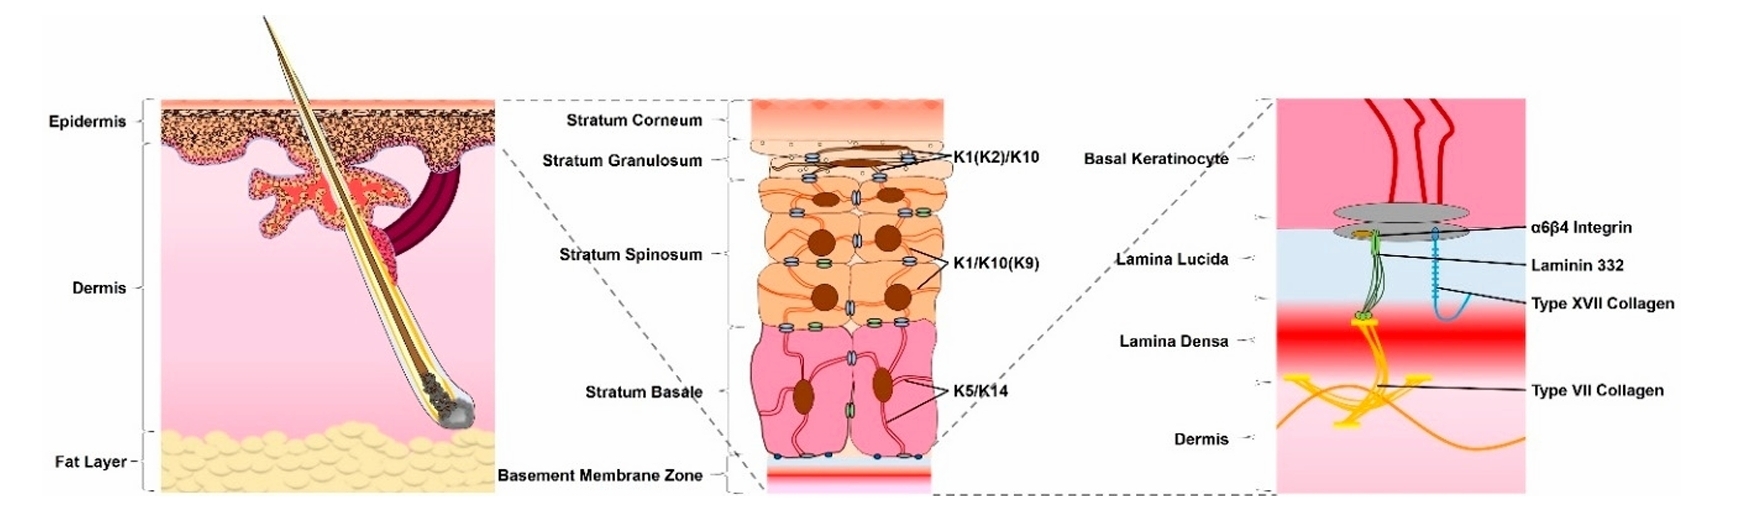 Epidermis
Dermis
Fat Layer
Stratum Corneum
Stratum Granulosum
K1(K2)/K10
Stratum Spinosum
K1/K10(K9)
Stratum Basale
K5/K14
Basement Membrane Zone
Basal Keratinocyte
α6β4 Integrin
Lamina Lucida
Laminin 332
Type XVII Collagen
Lamina Densa
Type VII Collagen
Dermis